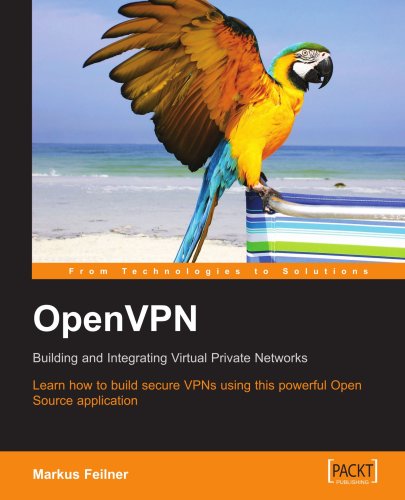 From Technologies to Solutions
OpenVPN
Building and Integrating Virtual Private Networks
Learn how to build secure VPNs using this powerful Open
Source application
Markus Feilner
[PACKT]
PUBLISHING